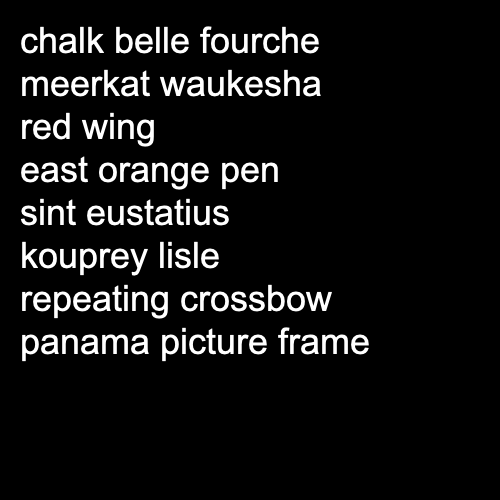 chalk belle fourche
meerkat waukesha
red wing
east orange pen
sint eustatius
kouprey lisle
repeating crossbow
panama picture frame